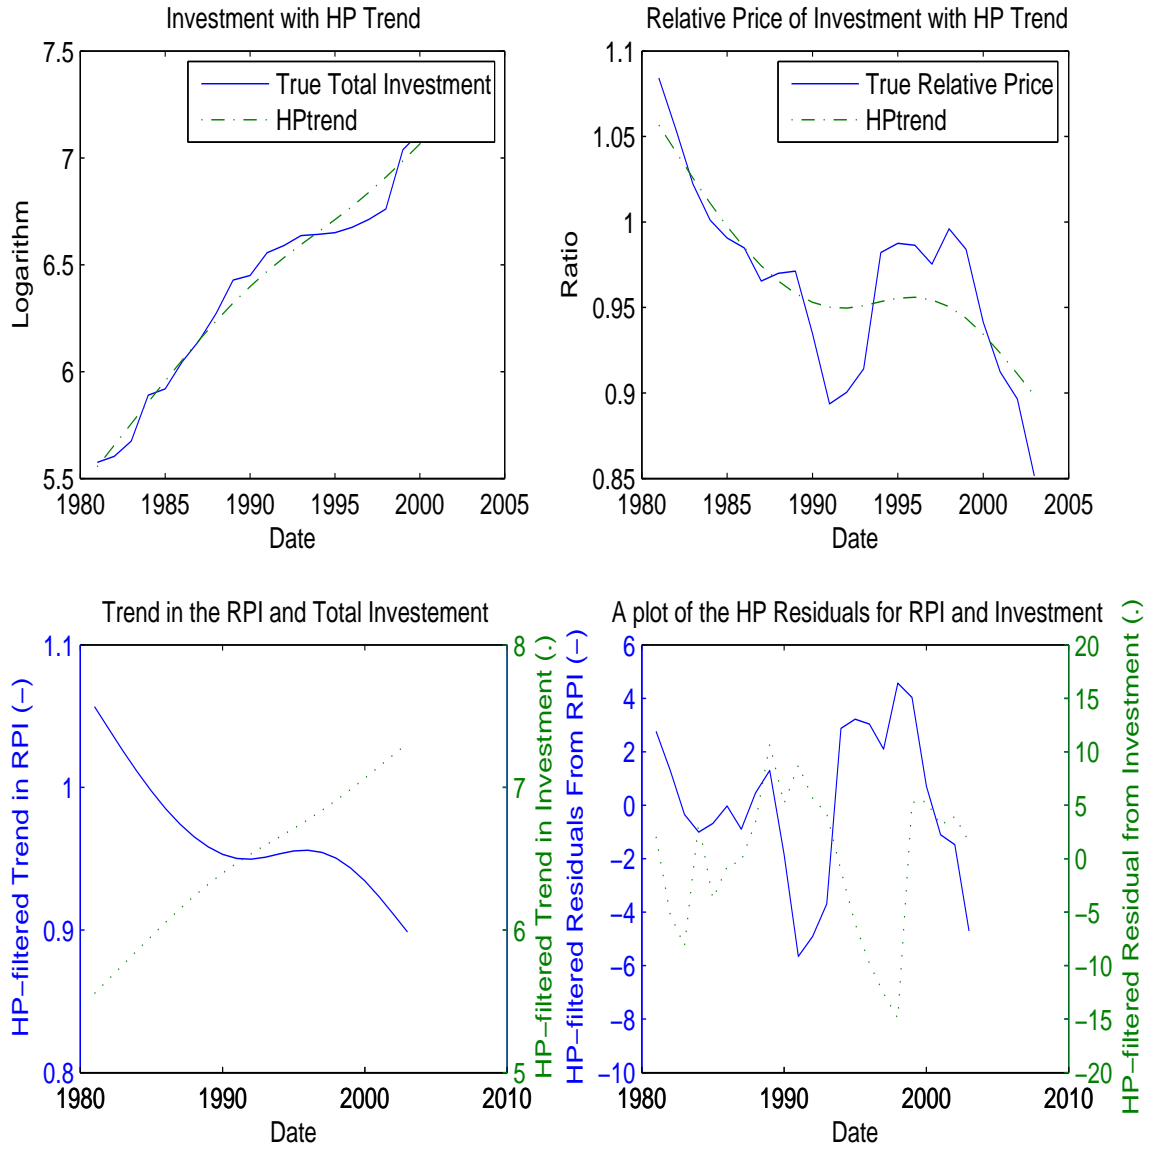 Investment with HP Trend
7.5
7
6.5
6
5.5
Logarithm
True Total Investment
HPtrend
1980 1985 1990 1995 2000 2005
Date
Relative Price of Investment with HP Trend
1.1
1.05
1
0.95
0.9
0.85
Ratio
True Relative Price
HPtrend
1980 1985 1990 1995 2000 2005
Date
Trend in the RPI and Total Investement
1.1
1
0.9
0.8
HP-filtered Trend in RPI (-)
8
7
6
5
HP-filtered Trend in Investment (.)
1980 1990 2000 2010
Date
A plot of the HP Residuals for RPI and Investment
6
4
2
0
-2
-4
-6
-8
-10
HP-filtered Residuals From RPI (-)
20
15
10
5
0
-5
-10
-15
-20
HP-filtered Residual from Investment (.)
1980 1990 2000 2010
Date